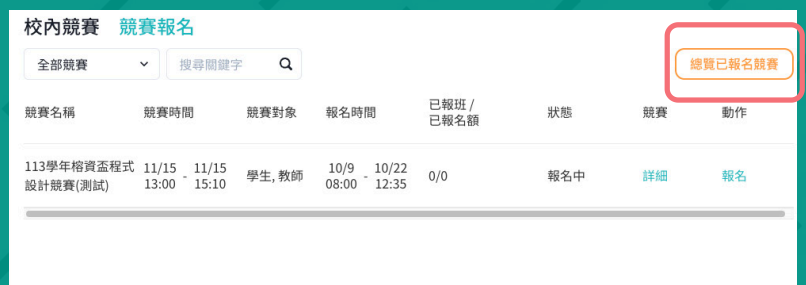 校內競賽 競賽報名
全部競賽 搜尋關鍵字 總覽已報名競賽
競賽名稱 競賽時間 競賽對象 報名時間 已報班 / 狀態 競賽 動作
已報名額
113學年榕資盃程式 11/15 - 11/15 學生, 教師 10/9 - 10/22 0/0 報名中 詳細 報名
設計競賽(測試) 13:00 15:10 08:00 12:35